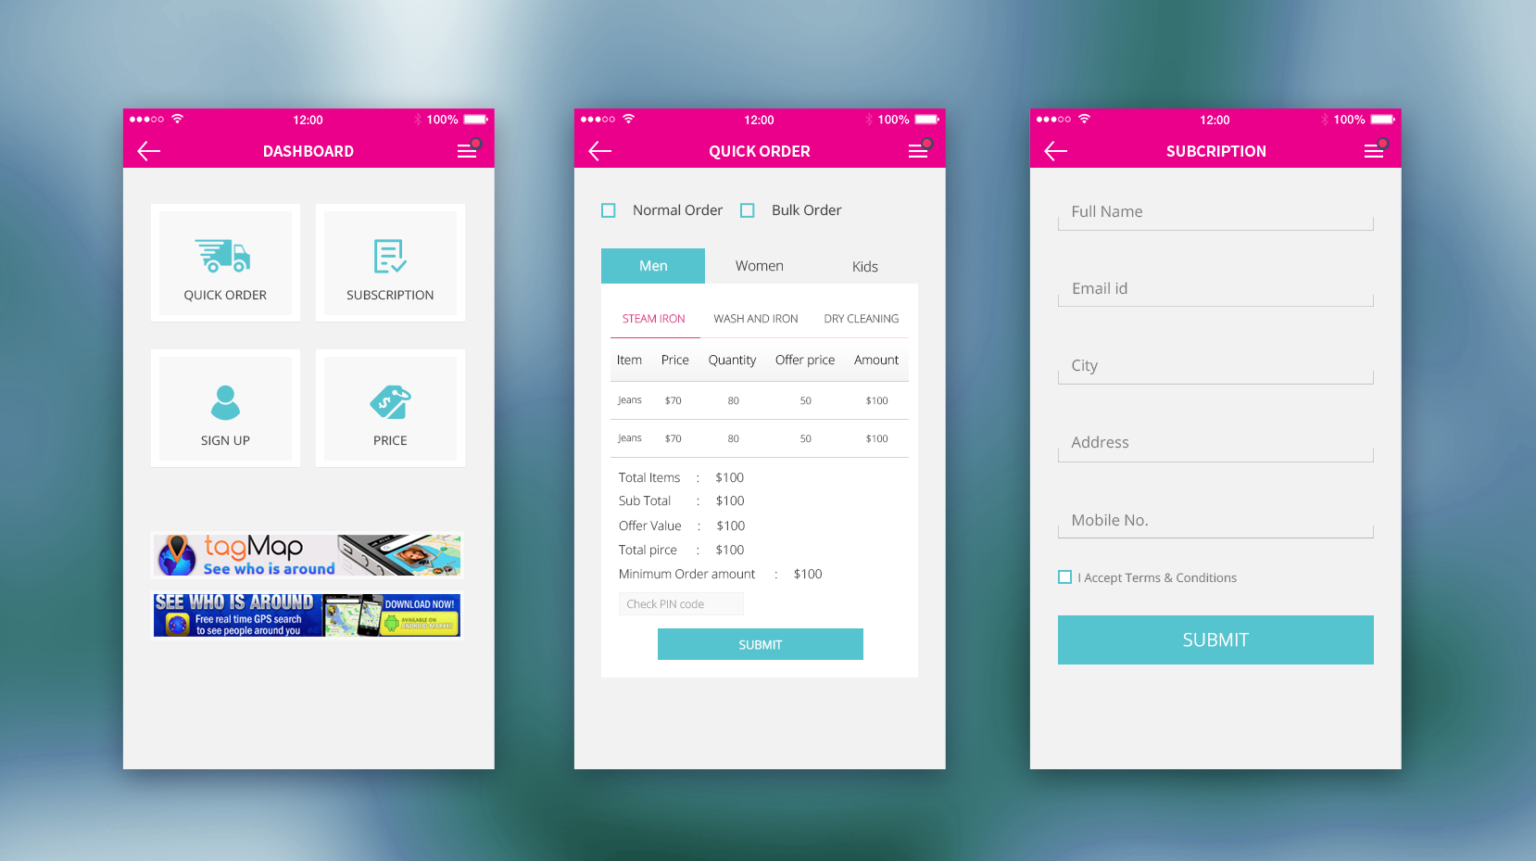 12:00
100%
DASHBOARD
QUICK ORDER
SUBSCRIPTION
SIGN UP
PRICE
tagMap
See who is around
SEE WHO IS AROUND
Free real time GPS search
to see people around you
DOWNLOAD NOW!
AVAILABLE ON
ANDROID MARKET
12:00
100%
QUICK ORDER
Normal Order Bulk Order
Men Women Kids
STEAM IRON WASH AND IRON DRY CLEANING
Item Price Quantity Offer price Amount
Jeans $70 80 50 $100
Jeans $70 80 50 $100
Total Items : $100
Sub Total : $100
Offer Value : $100
Total pirce : $100
Minimum Order amount : $100
Check PIN code
SUBMIT
12:00
100%
SUBCRIPTION
Full Name
Email id
City
Address
Mobile No.
I Accept Terms & Conditions
SUBMIT